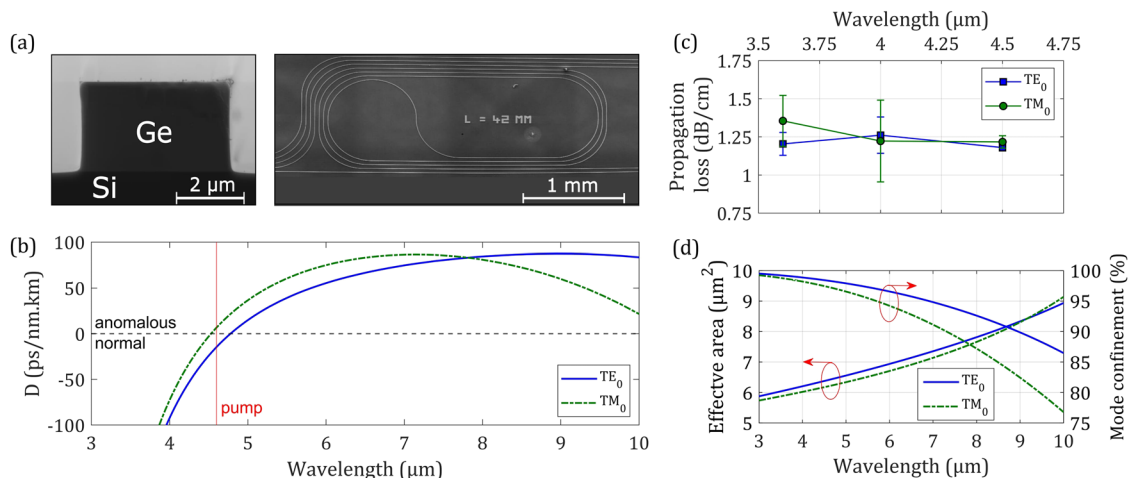 (a)
Ge
Si
2 μm
L = 42 MM
1 mm
(b)
D (ps/nm.km)
100
50
0
-50
-100
anomalous
normal
pump
TE0
TM0
3 4 5 6 7 8 9 10
Wavelength (μm)
(c)
Wavelength (μm)
3.5 3.75 4 4.25 4.5 4.75
Propagation
loss (dB/cm)
1.75
1.5
1.25
1
0.75
TE0
TM0
(d)
Effectve area (μm2)
10
9
8
7
6
5
100
95
90
85
80
75
Mode confinement (%)
TE0
TM0
3 4 5 6 7 8 9 10
Wavelength (μm)